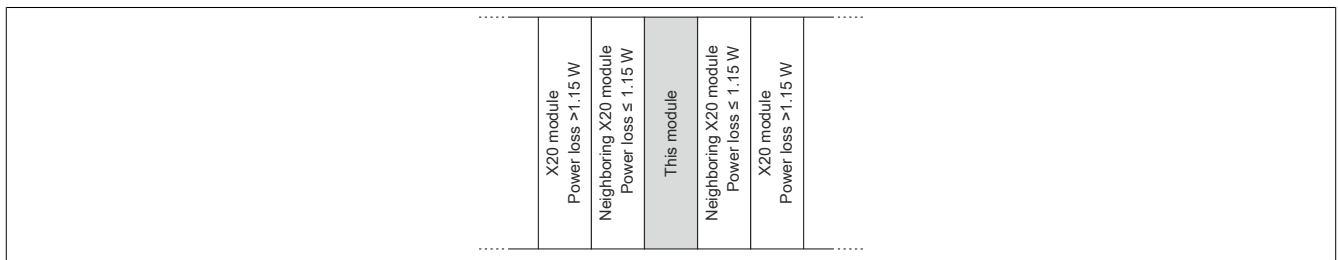 X20 module
Power loss >1.15 W
Neighboring X20 module
Power loss ≤ 1.15 W
This module
Neighboring X20 module
Power loss ≤ 1.15 W
X20 module
Power loss >1.15 W